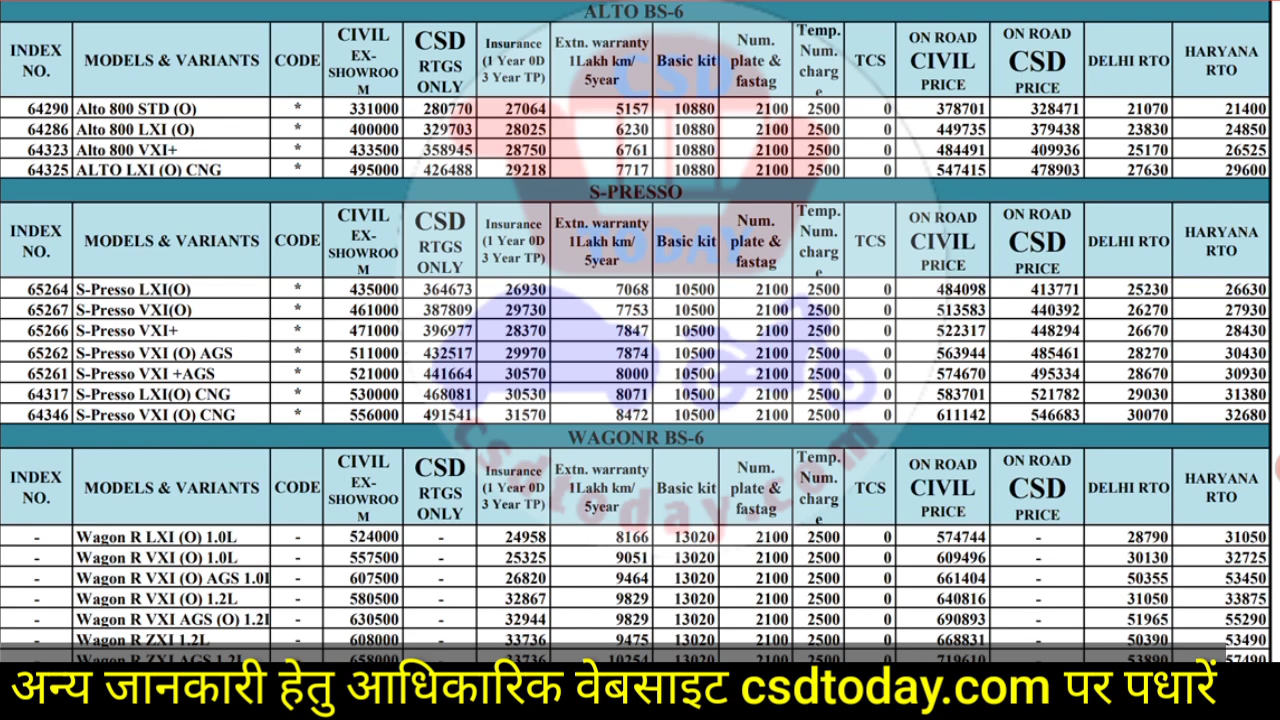 ALTO BS-6
INDEX NO. MODELS & VARIANTS CODE CIVIL EX-SHOWROOM CSD RTGS ONLY Insurance (1 Year 0D 3 Year TP) Extn. warranty 1Lakh km/ 5year Basic kit Num. plate & fastag Temp. Num. charge TCS ON ROAD CIVIL PRICE ON ROAD CSD PRICE DELHI RTO HARYANA RTO
64290 Alto 800 STD (O) * 331000 280770 27064 5157 10880 2100 2500 0 378701 328471 21070 21400
64286 Alto 800 LXI (O) * 400000 329703 28025 6230 10880 2100 2500 0 449735 379438 23830 24850
64323 Alto 800 VXI+ * 433500 358945 28750 6761 10880 2100 2500 0 484491 409936 25170 26525
64325 ALTO LXI (O) CNG * 495000 426488 29218 7717 10880 2100 2500 0 547415 478903 27630 29600
S-PRESSO
INDEX NO. MODELS & VARIANTS CODE CIVIL EX-SHOWROOM CSD RTGS ONLY Insurance (1 Year 0D 3 Year TP) Extn. warranty 1Lakh km/ 5year Basic kit Num. plate & fastag Temp. Num. charge TCS ON ROAD CIVIL PRICE ON ROAD CSD PRICE DELHI RTO HARYANA RTO
65264 S-Presso LXI(O) * 435000 364673 26930 7068 10500 2100 2500 0 484098 413771 25230 26630
65267 S-Presso VXI(O) * 461000 387809 29730 7753 10500 2100 2500 0 513583 440392 26270 27930
65266 S-Presso VXI+ * 471000 396977 28370 7847 10500 2100 2500 0 522317 448294 26670 28430
65262 S-Presso VXI (O) AGS * 511000 432517 29970 7874 10500 2100 2500 0 563944 485461 28270 30430
65261 S-Presso VXI +AGS * 521000 441664 30570 8000 10500 2100 2500 0 574670 495334 28670 30930
64317 S-Presso LXI(O) CNG * 530000 468081 30530 8071 10500 2100 2500 0 583701 521782 29030 31380
64346 S-Presso VXI (O) CNG * 556000 491541 31570 8472 10500 2100 2500 0 611142 546683 30070 32680
WAGONR BS-6
INDEX NO. MODELS & VARIANTS CODE CIVIL EX-SHOWROOM CSD RTGS ONLY Insurance (1 Year 0D 3 Year TP) Extn. warranty 1Lakh km/ 5year Basic kit Num. plate & fastag Temp. Num. charge TCS ON ROAD CIVIL PRICE ON ROAD CSD PRICE DELHI RTO HARYANA RTO
- Wagon R LXI (O) 1.0L - 524000 - 24958 8166 13020 2100 2500 0 574744 - 28790 31050
- Wagon R VXI (O) 1.0L - 557500 - 25325 9051 13020 2100 2500 0 609496 - 30130 32725
- Wagon R VXI (O) AGS 1.0l - 607500 - 26820 9464 13020 2100 2500 0 661404 - 50355 53450
- Wagon R VXI (O) 1.2L - 580500 - 32867 9829 13020 2100 2500 0 640816 - 31050 33875
- Wagon R VXI AGS (O) 1.2l - 630500 - 32944 9829 13020 2100 2500 0 690893 - 51965 55290
- Wagon R ZXI 1.2L - 608000 - 33736 9475 13020 2100 2500 0 668831 - 50390 53490
Wagon R ZXI AGS 1.2L 658000 33736 10254 13020 2100 2500 0 719610 53890 57490
CSD
TODAY
csdtoday.com
अन्य जानकारी हेतु आधिकारिक वेबसाइट csdtoday.com पर पधारें